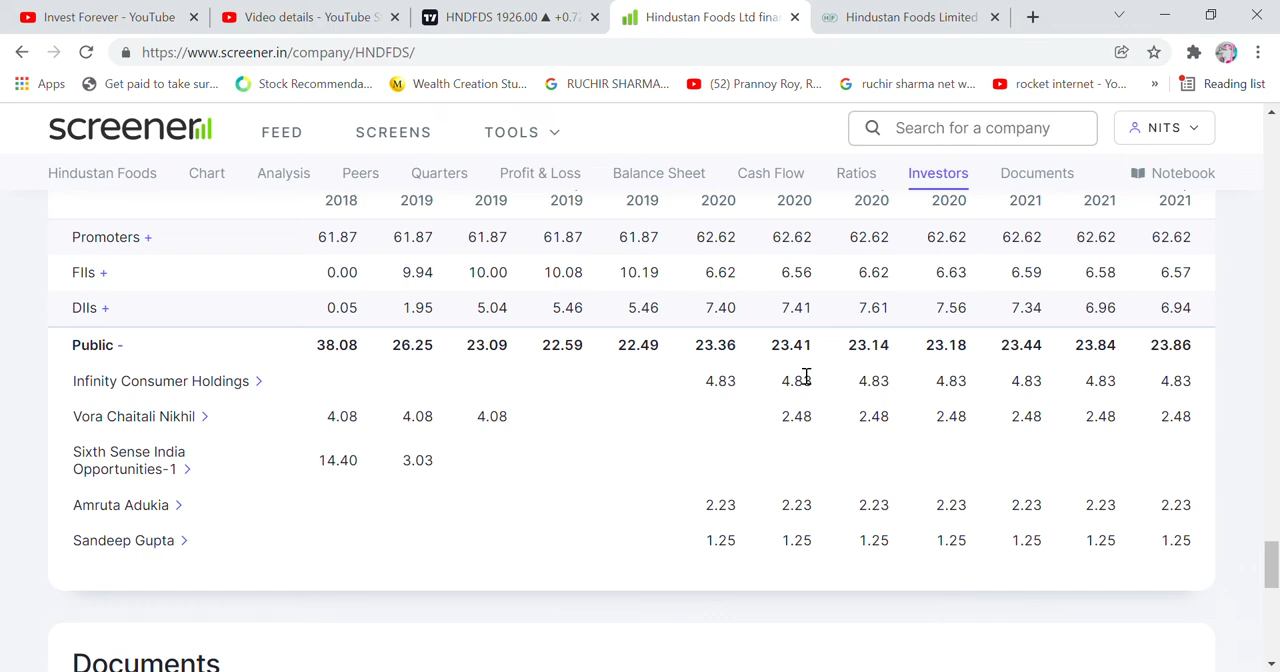 Invest Forever - YouTube
Video details - YouTube S
HNDFDS 1926.00 ▲ +0.7
Hindustan Foods Ltd fina
Hindustan Foods Limited
https://www.screener.in/company/HNDFDS/
Apps
Get paid to take sur...
Stock Recommenda...
Wealth Creation Stu...
RUCHIR SHARMA...
(52) Prannoy Roy, R...
ruchir sharma net w...
rocket internet - Yo...
»
Reading list
screener
FEED
SCREENS
TOOLS
Search for a company
NITS
Hindustan Foods
Chart
Analysis
Peers
Quarters
Profit & Loss
Balance Sheet
Cash Flow
Ratios
Investors
Documents
Notebook
2018 2019 2019 2019 2019 2020 2020 2020 2020 2021 2021 2021
Promoters + 61.87 61.87 61.87 61.87 61.87 62.62 62.62 62.62 62.62 62.62 62.62 62.62
FIIs + 0.00 9.94 10.00 10.08 10.19 6.62 6.56 6.62 6.63 6.59 6.58 6.57
DIIs + 0.05 1.95 5.04 5.46 5.46 7.40 7.41 7.61 7.56 7.34 6.96 6.94
Public - 38.08 26.25 23.09 22.59 22.49 23.36 23.41 23.14 23.18 23.44 23.84 23.86
Infinity Consumer Holdings > 4.83 4.83 4.83 4.83 4.83 4.83 4.83
Vora Chaitali Nikhil > 4.08 4.08 4.08 2.48 2.48 2.48 2.48 2.48 2.48
Sixth Sense India
Opportunities-1 > 14.40 3.03
Amruta Adukia > 2.23 2.23 2.23 2.23 2.23 2.23 2.23
Sandeep Gupta > 1.25 1.25 1.25 1.25 1.25 1.25 1.25
Documents